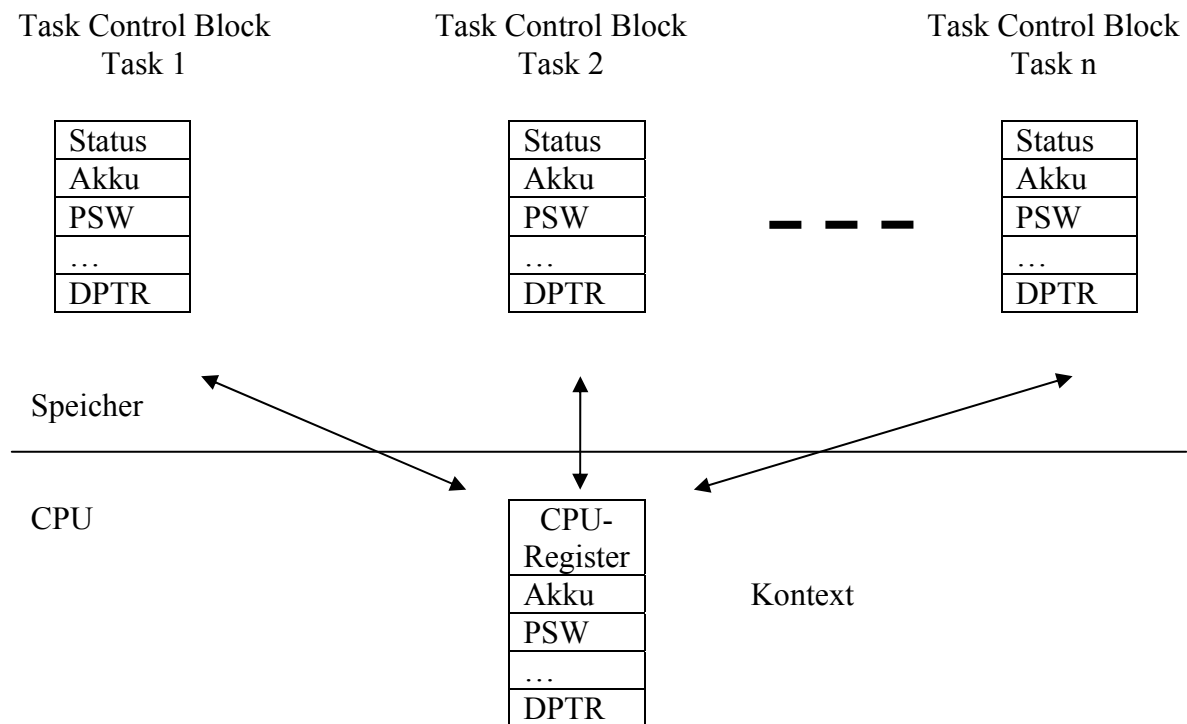 Task Control Block
Task 1
Task Control Block
Task 2
Task Control Block
Task n
Status
Akku
PSW
…
DPTR
Status
Akku
PSW
…
DPTR
Status
Akku
PSW
…
DPTR
Speicher
CPU
CPU-
Register
Akku
PSW
…
DPTR
Kontext